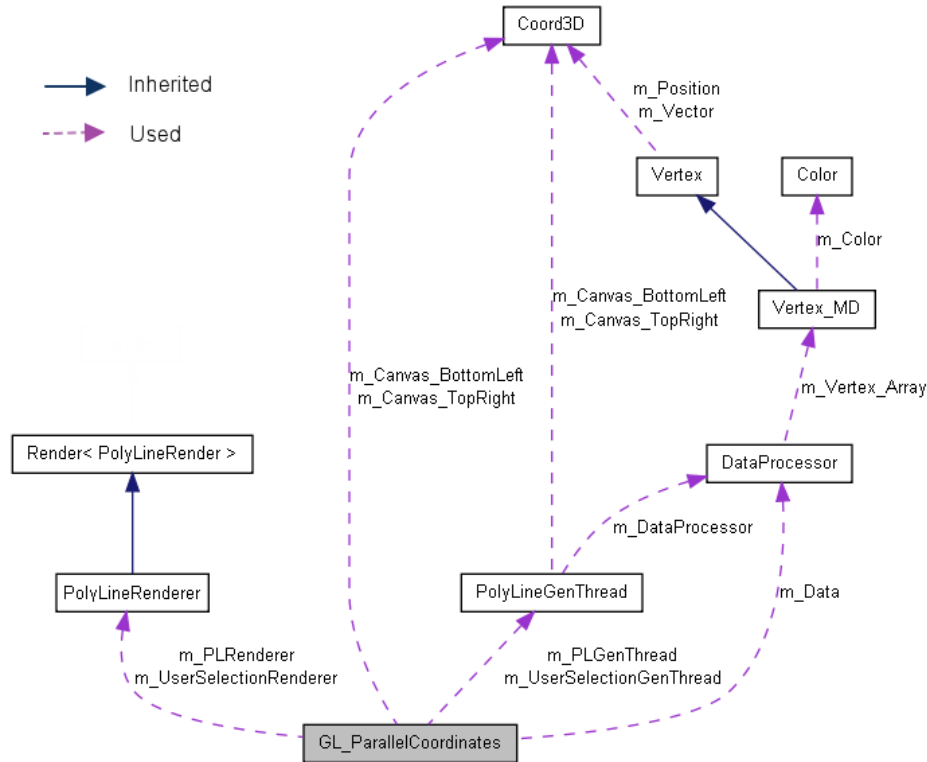 Coord3D
Inherited
Used
m_Position
m_Vector
Vertex
Color
m_Color
m_Canvas_BottomLeft
m_Canvas_TopRight
Vertex_MD
m_Canvas_BottomLeft
m_Canvas_TopRight
m_Vertex_Array
Render< PolyLineRender >
DataProcessor
m_DataProcessor
PolyLineRenderer
PolyLineGenThread
m_Data
m_PLRenderer
m_UserSelectionRenderer
m_PLGenThread
m_UserSelectionGenThread
GL_ParallelCoordinates